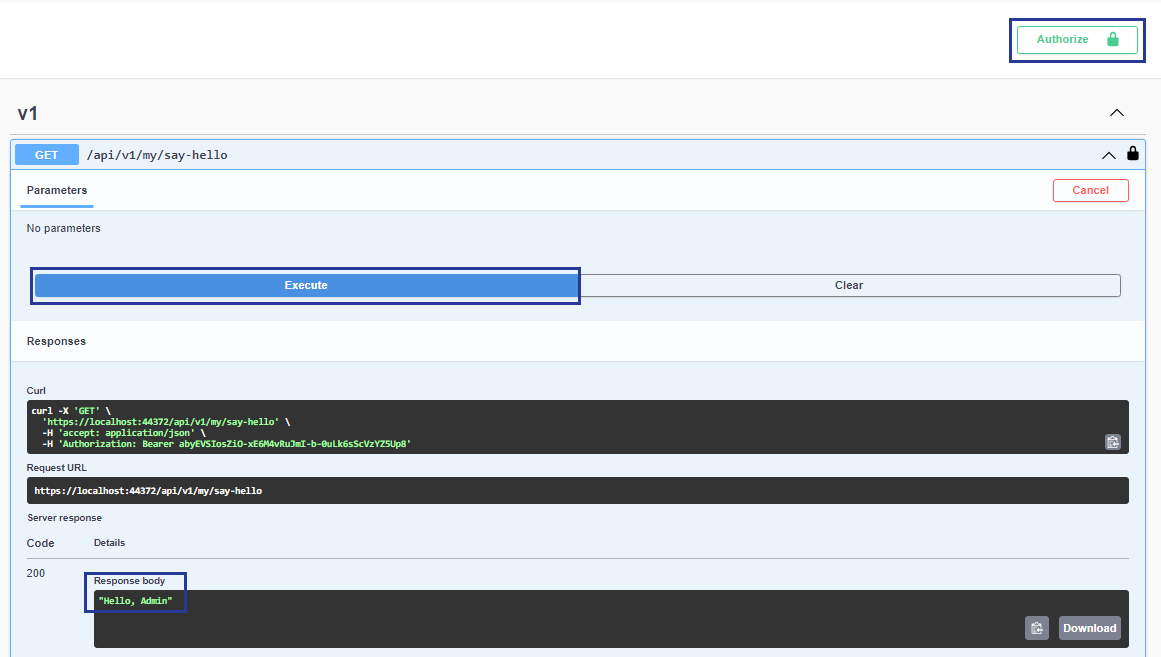 Authorize
v1
GET /api/v1/my/say-hello
Parameters Cancel
No parameters
Execute Clear
Responses
Curl
curl -X 'GET' \
'https://localhost:44372/api/v1/my/say-hello' \
-H 'accept: application/json' \
-H 'Authorization: Bearer abyEVSIosZiO-xE6M4vRuJmI-b-0uLk6sScVzYZ5Up8'
Request URL
https://localhost:44372/api/v1/my/say-hello
Server response
Code Details
200
Response body
"Hello, Admin"
Download